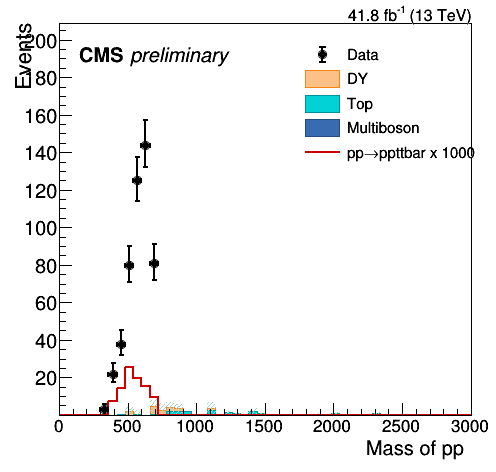 41.8 fb-1 (13 TeV)
Events
CMS preliminary
Data
DY
Top
Multiboson
pp→ppttbar x 1000
200
180
160
140
120
100
80
60
40
20
0 500 1000 1500 2000 2500 3000
Mass of pp